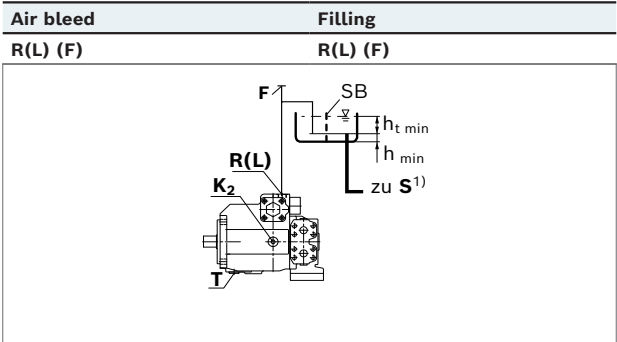 Air bleed Filling
R(L) (F) R(L) (F)
F SB
hₜ ₘᵢₙ
h ₘᵢₙ
R(L)
K₂ zu S¹⁾
T